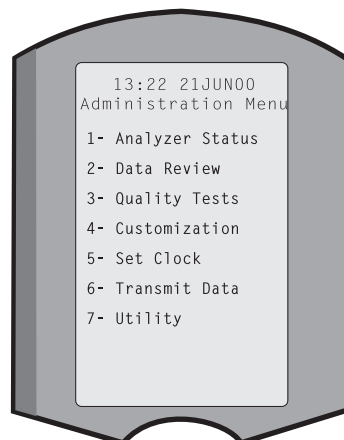 13:22 21JUN00
Administration Menu
1- Analyzer Status
2- Data Review
3- Quality Tests
4- Customization
5- Set Clock
6- Transmit Data
7- Utility